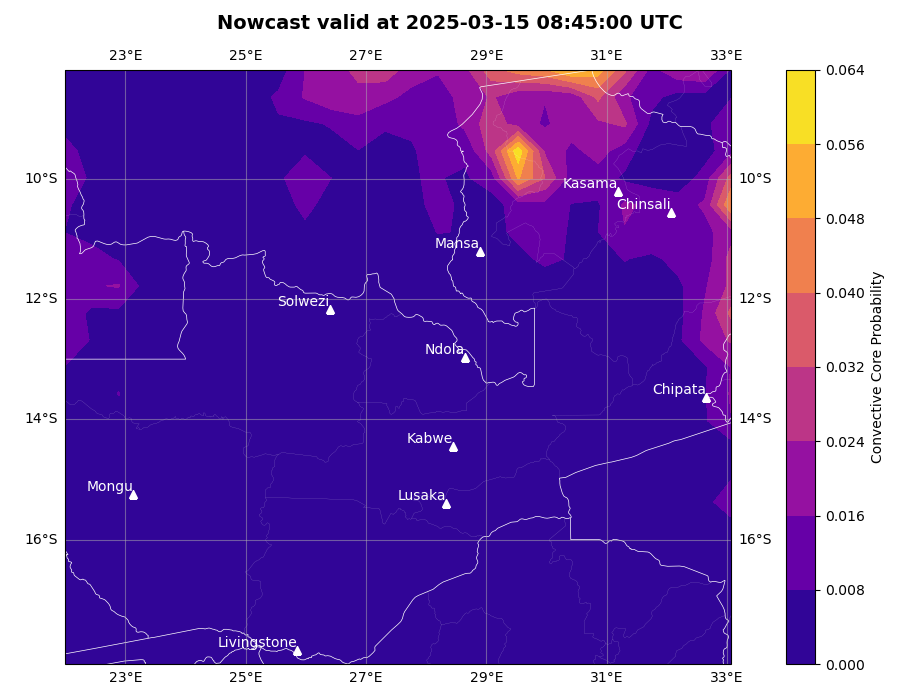 Nowcast valid at 2025-03-15 08:45:00 UTC
23°E 25°E 27°E 29°E 31°E 33°E
0.064
0.056
10°S Kasama 10°S
Chinsali
0.048
Mansa
12°S Solwezi 12°S
0.040
Ndola
0.032
Chipata
14°S 14°S
Kabwe
0.024
Mongu Lusaka
0.016
16°S 16°S
0.008
Livingstone
0.000
23°E 25°E 27°E 29°E 31°E 33°E
Convective Core Probability